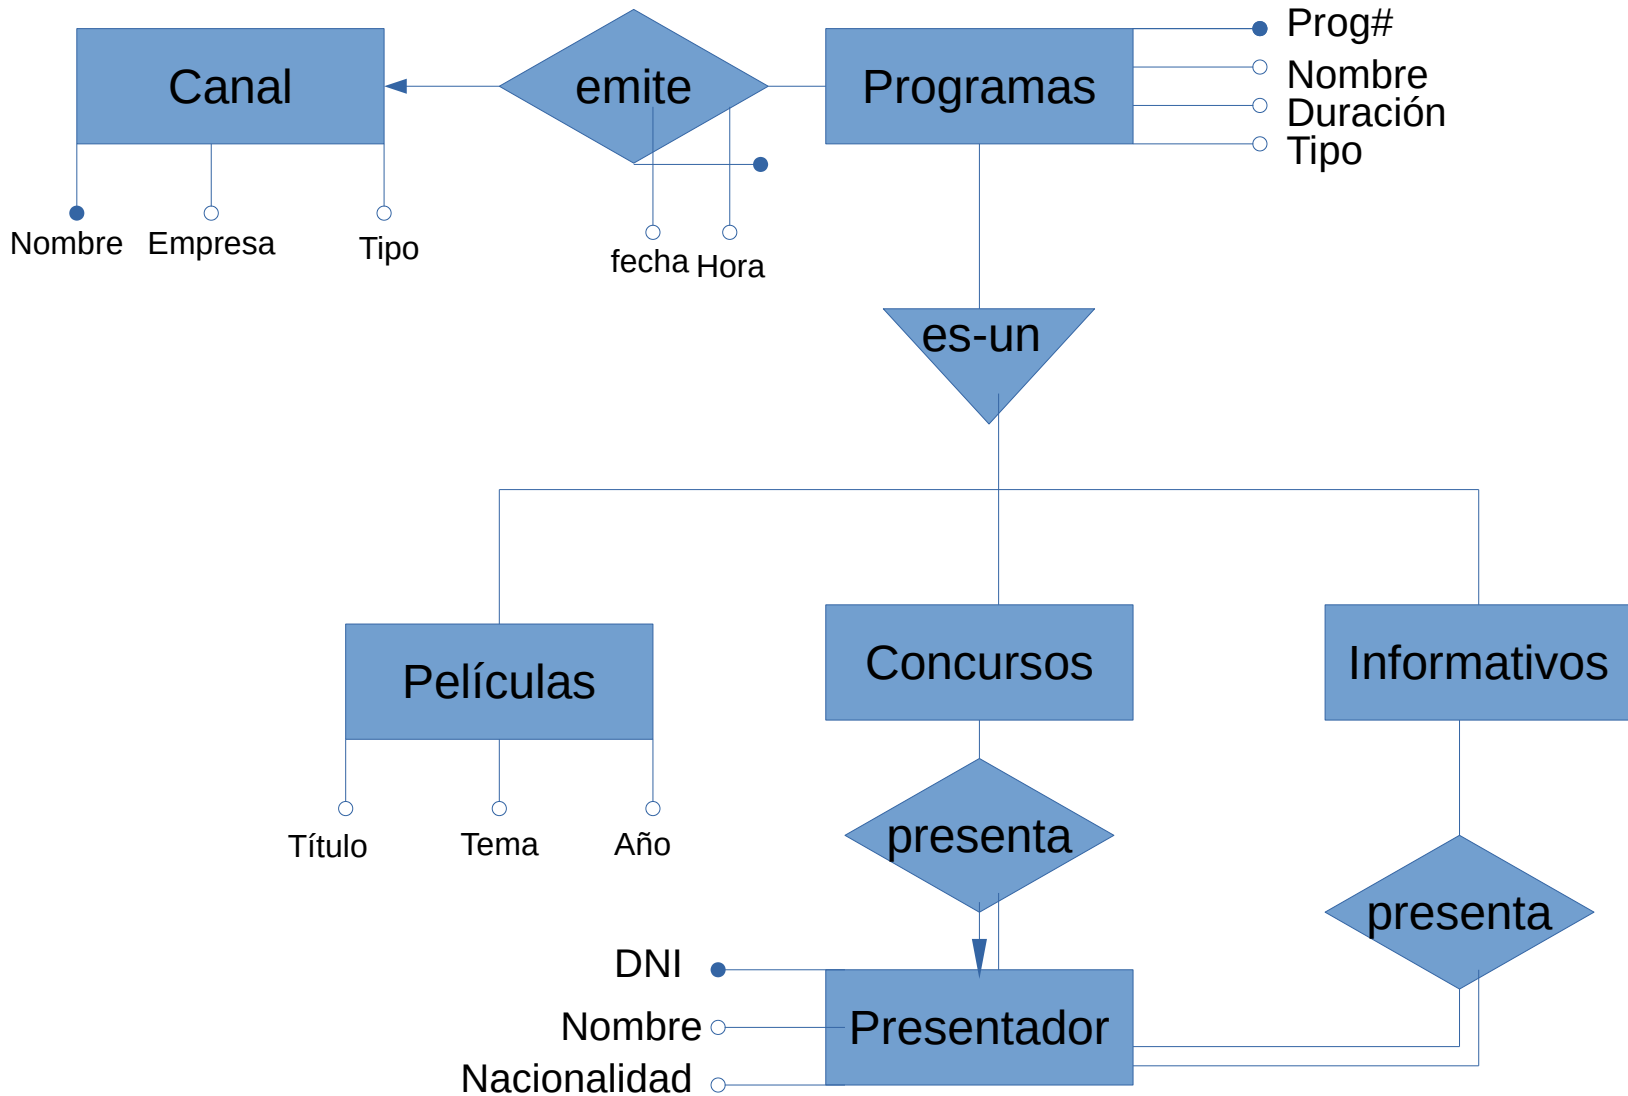 Canal
emite
Programas
Prog#
Nombre
Duración
Tipo
Nombre
Empresa
Tipo
fecha
Hora
es-un
Películas
Concursos
Informativos
Título
Tema
Año
presenta
presenta
DNI
Nombre
Nacionalidad
Presentador